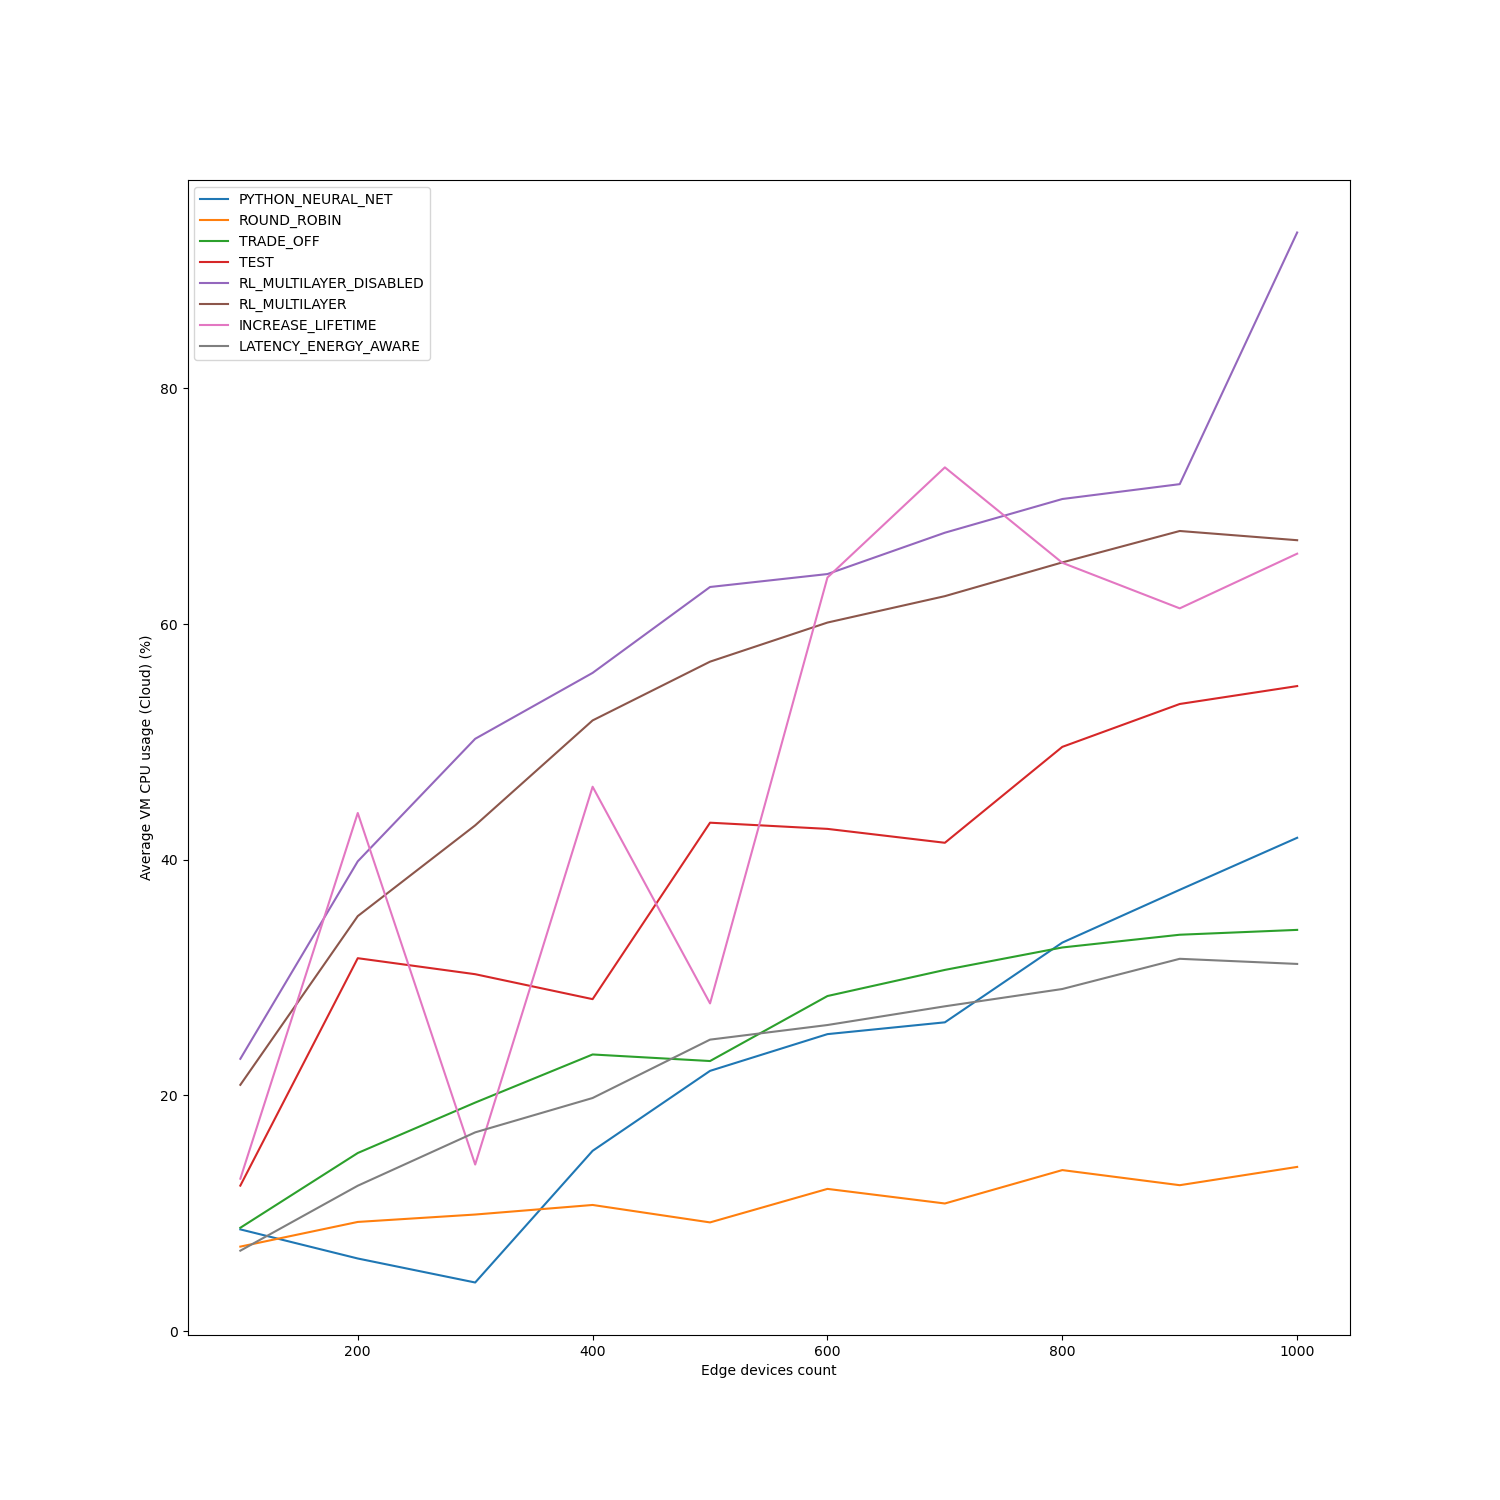 PYTHON_NEURAL_NET
ROUND_ROBIN
TRADE_OFF
TEST
RL_MULTILAYER_DISABLED
RL_MULTILAYER
INCREASE_LIFETIME
LATENCY_ENERGY_AWARE
80
60
40
20
0
Average VM CPU usage (Cloud) (%)
200 400 600 800 1000
Edge devices count